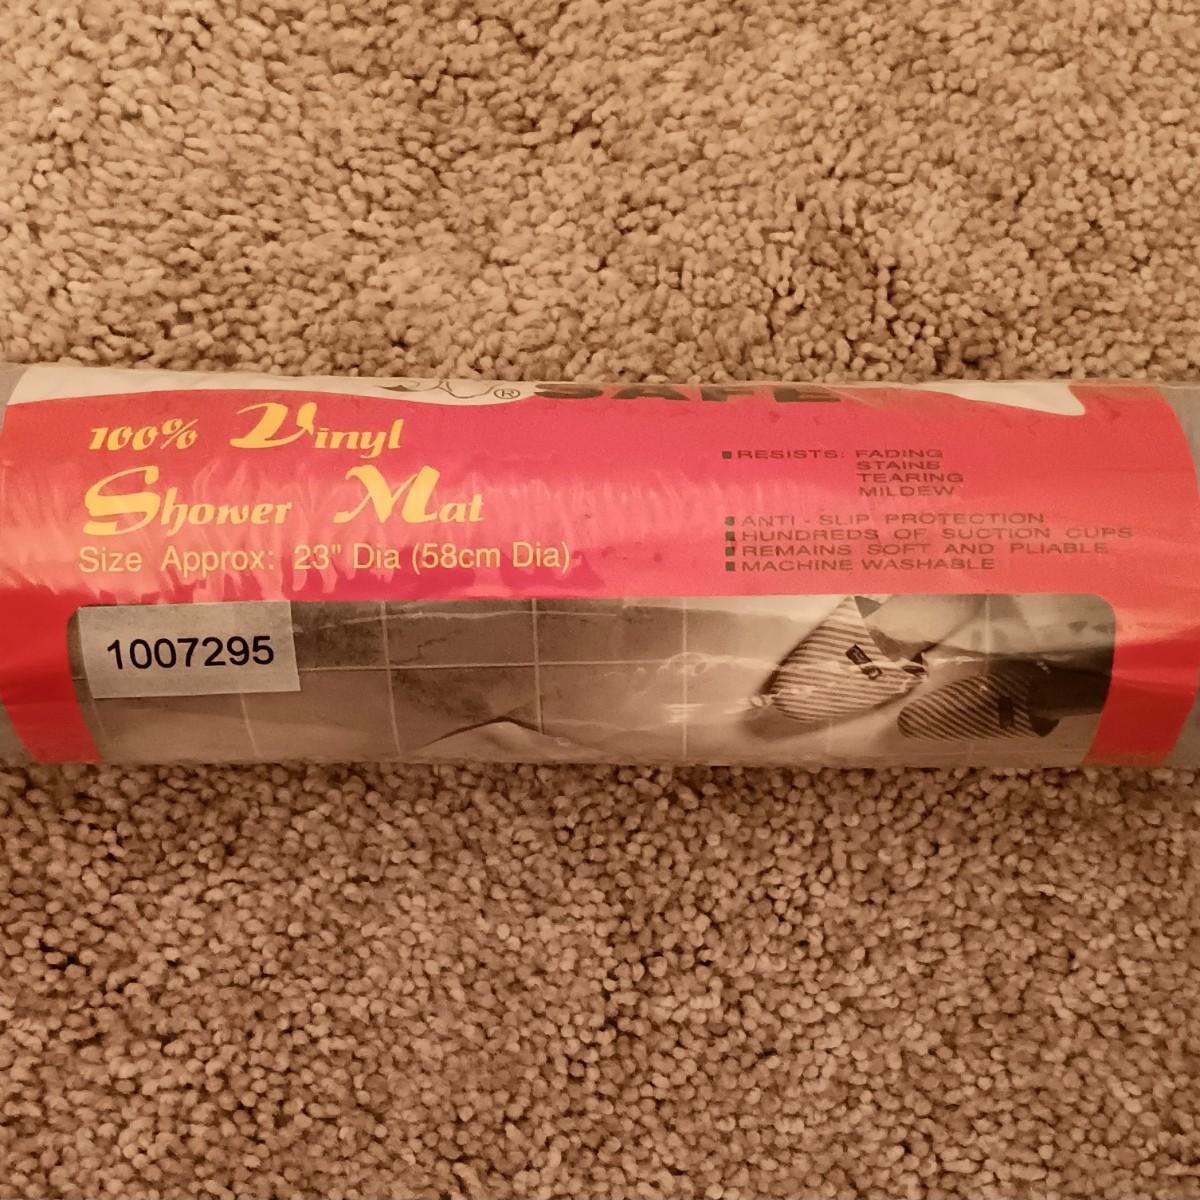 ® SAFE
100% Vinyl
Shower Mat
Size Approx: 23" Dia (58cm Dia)
■ RESISTS: FADING
STAINS
TEARING
MILDEW
■ ANTI - SLIP PROTECTION
■ HUNDREDS OF SUCTION CUPS
■ REMAINS SOFT AND PLIABLE
■ MACHINE WASHABLE
1007295